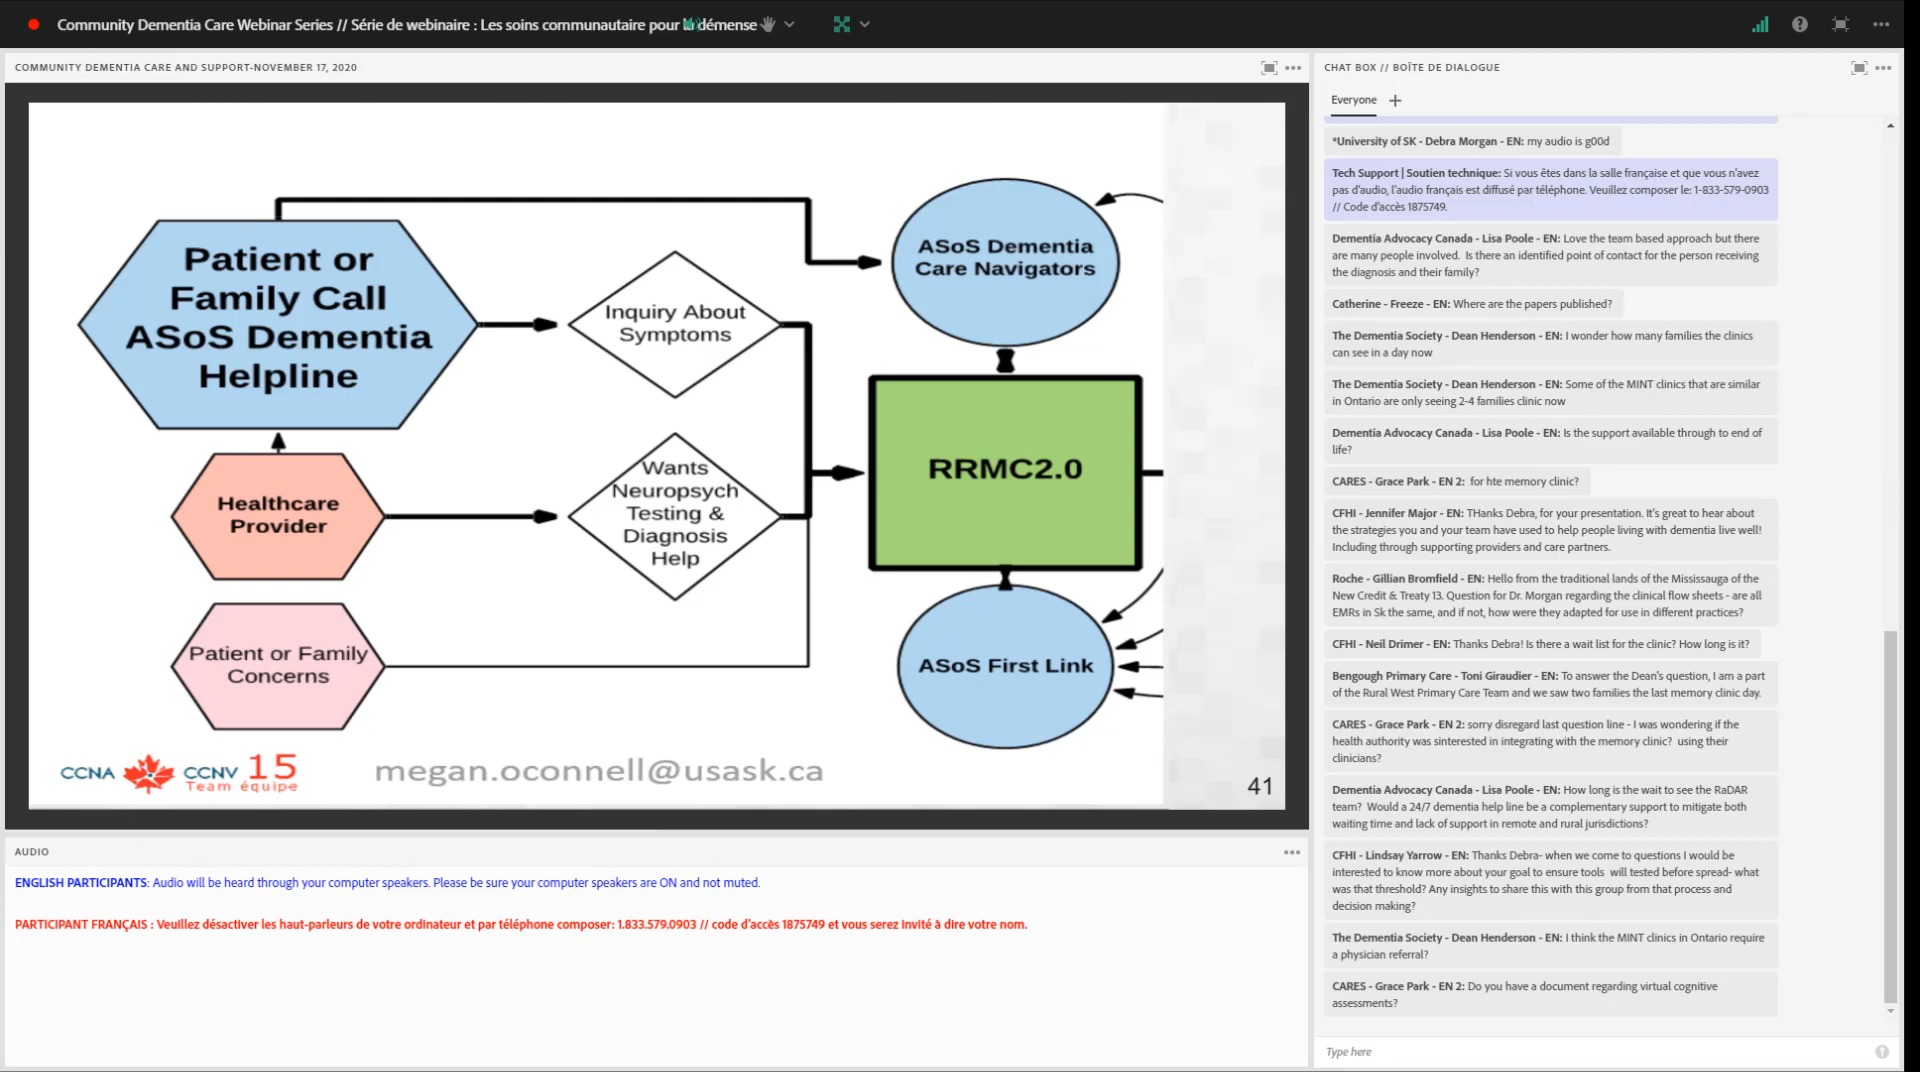 Community Dementia Care Webinar Series // Série de webinaire : Les soins communautaire pour la démense
COMMUNITY DEMENTIA CARE AND SUPPORT-NOVEMBER 17, 2020
Patient or
Family Call
ASoS Dementia
Helpline
Inquiry About
Symptoms
ASoS Dementia
Care Navigators
Healthcare
Provider
Wants
Neuropsych
Testing &
Diagnosis
Help
RRMC2.0
Patient or Family
Concerns
ASoS First Link
CCNA CCNV 15
Team équipe
megan.oconnell@usask.ca
41
AUDIO
ENGLISH PARTICIPANTS: Audio will be heard through your computer speakers. Please be sure your computer speakers are ON and not muted.
PARTICIPANT FRANÇAIS : Veuillez désactiver les haut-parleurs de votre ordinateur et par téléphone composer: 1.833.579.0903 // code d'accès 1875749 et vous serez invité à dire votre nom.
CHAT BOX // BOÎTE DE DIALOGUE
Everyone
*University of SK - Debra Morgan - EN: my audio is g00d
Tech Support | Soutien technique: Si vous êtes dans la salle française et que vous n'avez
pas d'audio, l'audio français est diffusé par téléphone. Veuillez composer le: 1-833-579-0903
// Code d'accès 1875749.
Dementia Advocacy Canada - Lisa Poole - EN: Love the team based approach but there
are many people involved. Is there an identified point of contact for the person receiving
the diagnosis and their family?
Catherine - Freeze - EN: Where are the papers published?
The Dementia Society - Dean Henderson - EN: I wonder how many families the clinics
can see in a day now
The Dementia Society - Dean Henderson - EN: Some of the MINT clinics that are similar
in Ontario are only seeing 2-4 families clinic now
Dementia Advocacy Canada - Lisa Poole - EN: Is the support available through to end of
life?
CARES - Grace Park - EN 2: for hte memory clinic?
CFHI - Jennifer Major - EN: THanks Debra, for your presentation. It's great to hear about
the strategies you and your team have used to help people living with dementia live well!
Including through supporting providers and care partners.
Roche - Gillian Bromfield - EN: Hello from the traditional lands of the Mississauga of the
New Credit & Treaty 13. Question for Dr. Morgan regarding the clinical flow sheets - are all
EMRs in Sk the same, and if not, how were they adapted for use in different practices?
CFHI - Neil Drimer - EN: Thanks Debra! Is there a wait list for the clinic? How long is it?
Bengough Primary Care - Toni Giraudier - EN: To answer the Dean's question, I am a part
of the Rural West Primary Care Team and we saw two families the last memory clinic day.
CARES - Grace Park - EN 2: sorry disregard last question line - I was wondering if the
health authority was sinterested in integrating with the memory clinic? using their
clinicians?
Dementia Advocacy Canada - Lisa Poole - EN: How long is the wait to see the RaDAR
team? Would a 24/7 dementia help line be a complementary support to mitigate both
waiting time and lack of support in remote and rural jurisdictions?
CFHI - Lindsay Yarrow - EN: Thanks Debra- when we come to questions I would be
interested to know more about your goal to ensure tools will tested before spread- what
was that threshold? Any insights to share this with this group from that process and
decision making?
The Dementia Society - Dean Henderson - EN: I think the MINT clinics in Ontario require
a physician referral?
CARES - Grace Park - EN 2: Do you have a document regarding virtual cognitive
assessments?
Type here